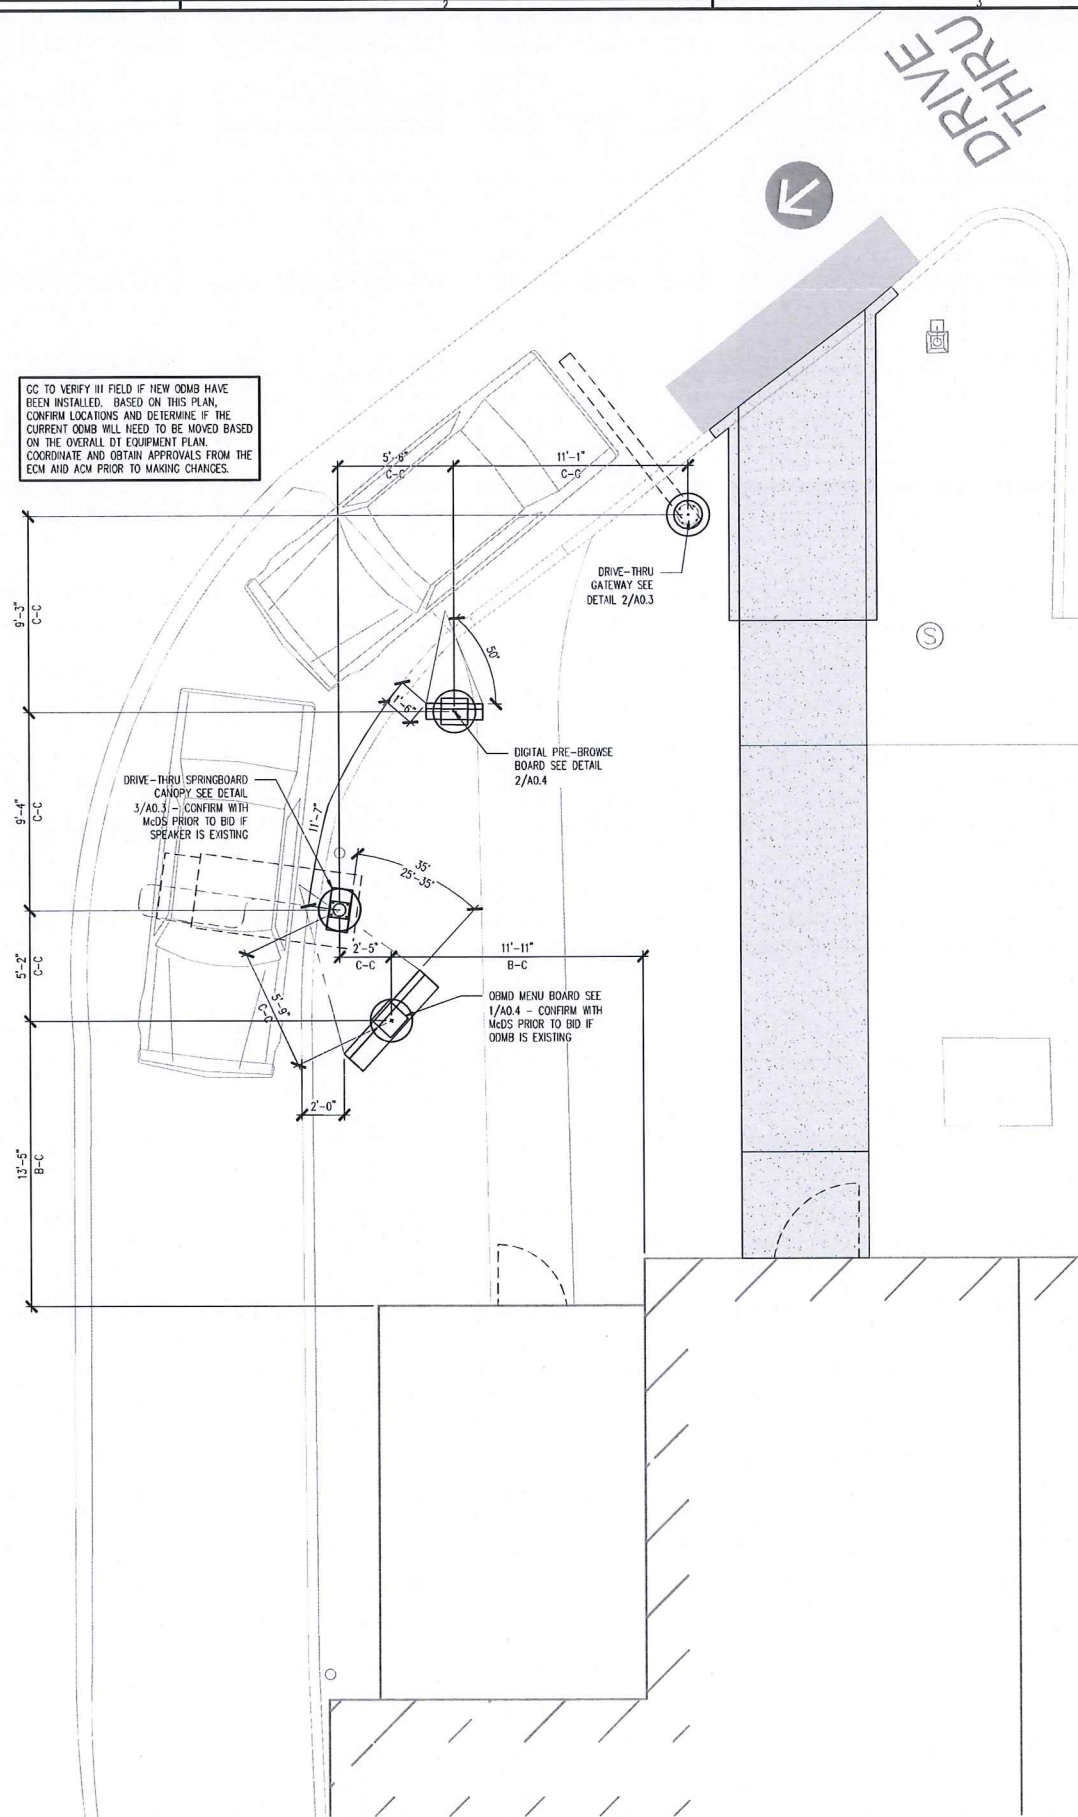 2
3
DRIVE
THRU
GC TO VERIFY IN FIELD IF NEW ODMB HAVE
BEEN INSTALLED. BASED ON THIS PLAN,
CONFIRM LOCATIONS AND DETERMINE IF THE
CURRENT ODMB WILL NEED TO BE MOVED BASED
ON THE OVERALL DT EQUIPMENT PLAN.
COORDINATE AND OBTAIN APPROVALS FROM THE
ECM AND ACM PRIOR TO MAKING CHANGES.
5'-6"
C-C
11'-1"
C-C
9'-3"
C-C
DRIVE-THRU
GATEWAY SEE
DETAIL 2/A0.3
S
50°
1'-6"
DIGITAL PRE-BROWSE
BOARD SEE DETAIL
2/A0.4
DRIVE-THRU SPRINGBOARD
CANOPY SEE DETAIL
3/A0.3 - CONFIRM WITH
McDS PRIOR TO BID IF
SPEAKER IS EXISTING
9'-4"
C-C
11'-7"
35°
25°-35°
2'-5"
C-C
11'-11"
B-C
5'-2"
C-C
5'-9"
C-C
OBMD MENU BOARD SEE
1/A0.4 - CONFIRM WITH
McDS PRIOR TO BID IF
ODMB IS EXISTING
2'-0"
13'-5"
B-C